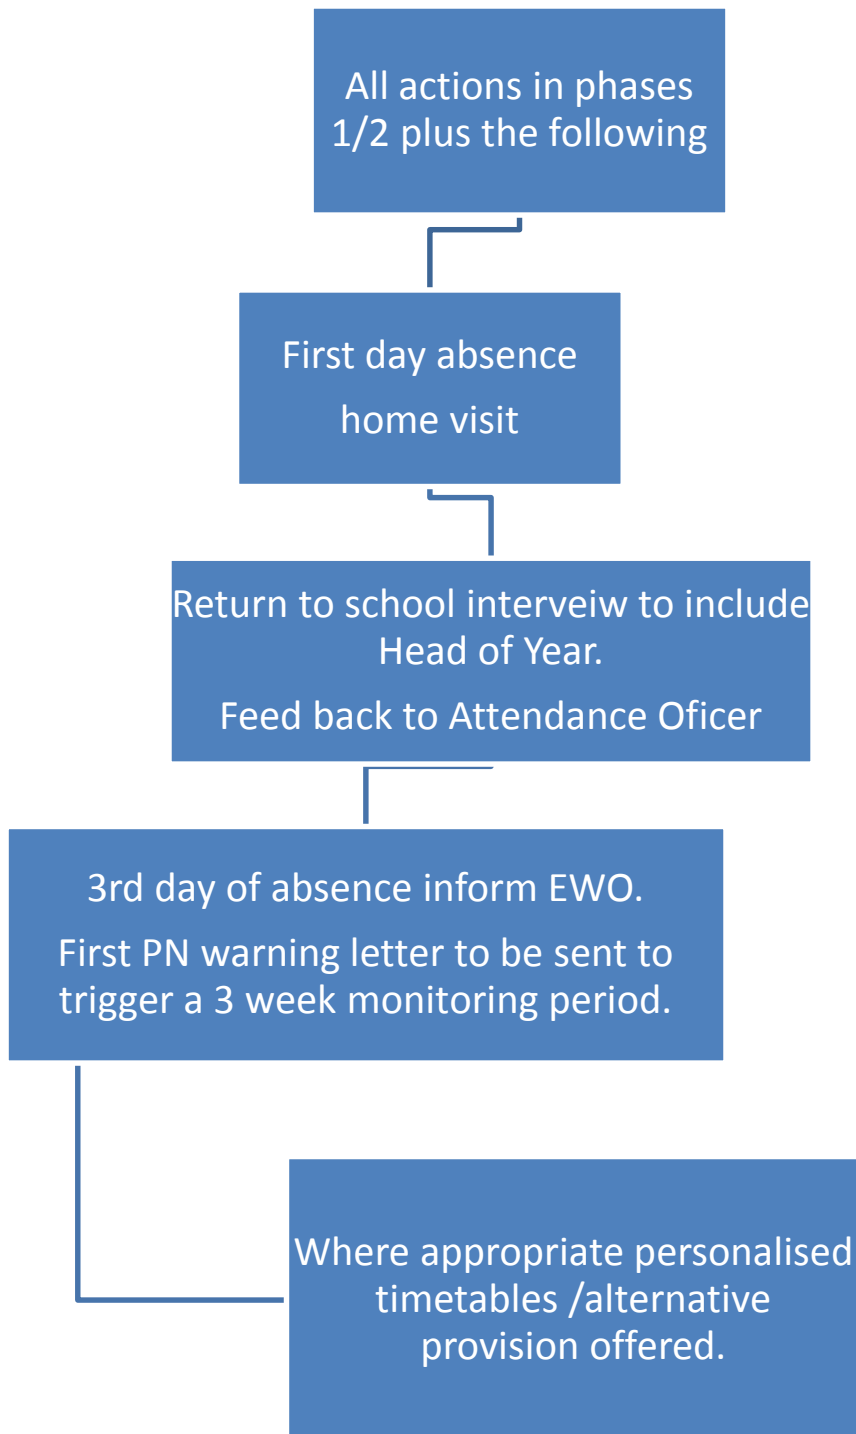 All actions in phases
1/2 plus the following
First day absence
home visit
Return to school interveiw to include
Head of Year.
Feed back to Attendance Oficer
3rd day of absence inform EWO.
First PN warning letter to be sent to
trigger a 3 week monitoring period.
Where appropriate personalised
timetables /alternative
provision offered.